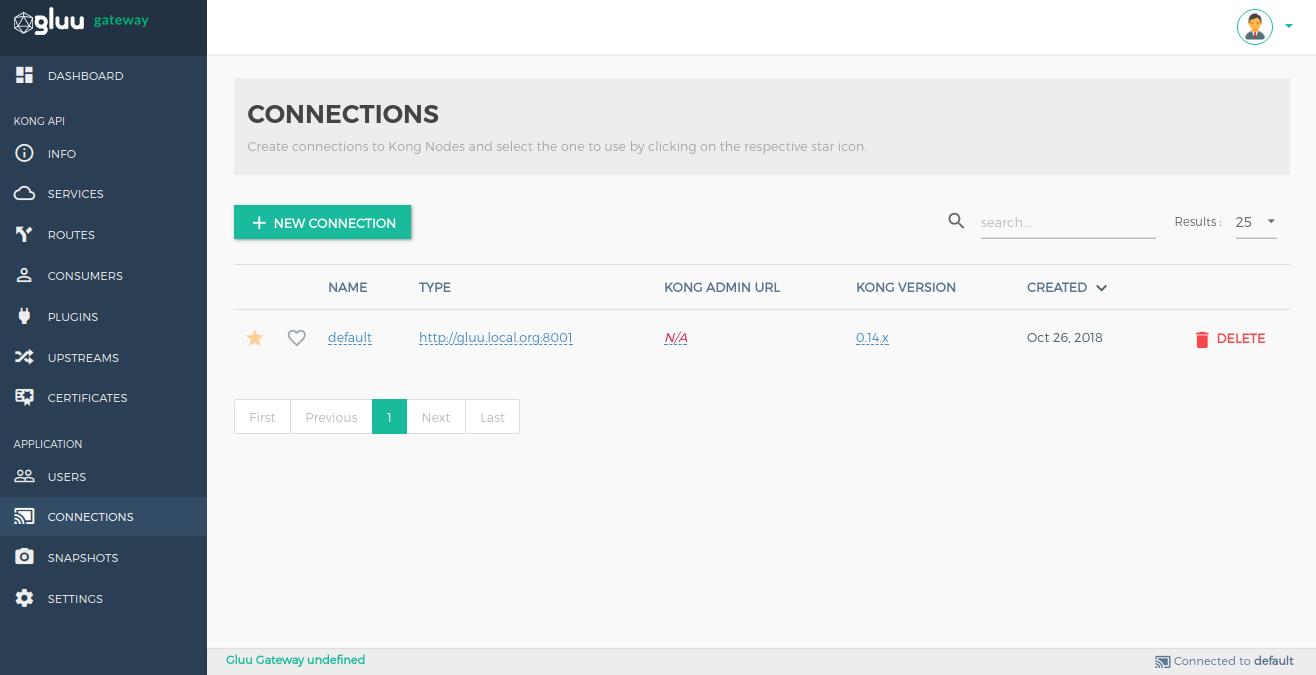 gluu gateway
DASHBOARD
KONG API
INFO
SERVICES
ROUTES
CONSUMERS
PLUGINS
UPSTREAMS
CERTIFICATES
APPLICATION
USERS
CONNECTIONS
SNAPSHOTS
SETTINGS
CONNECTIONS
Create connections to Kong Nodes and select the one to use by clicking on the respective star icon.
+ NEW CONNECTION
search...
Results : 25
NAME TYPE KONG ADMIN URL KONG VERSION CREATED
default http://gluu.local.org:8001 N/A 0.14.x Oct 26, 2018 DELETE
First Previous 1 Next Last
Gluu Gateway undefined
Connected to default